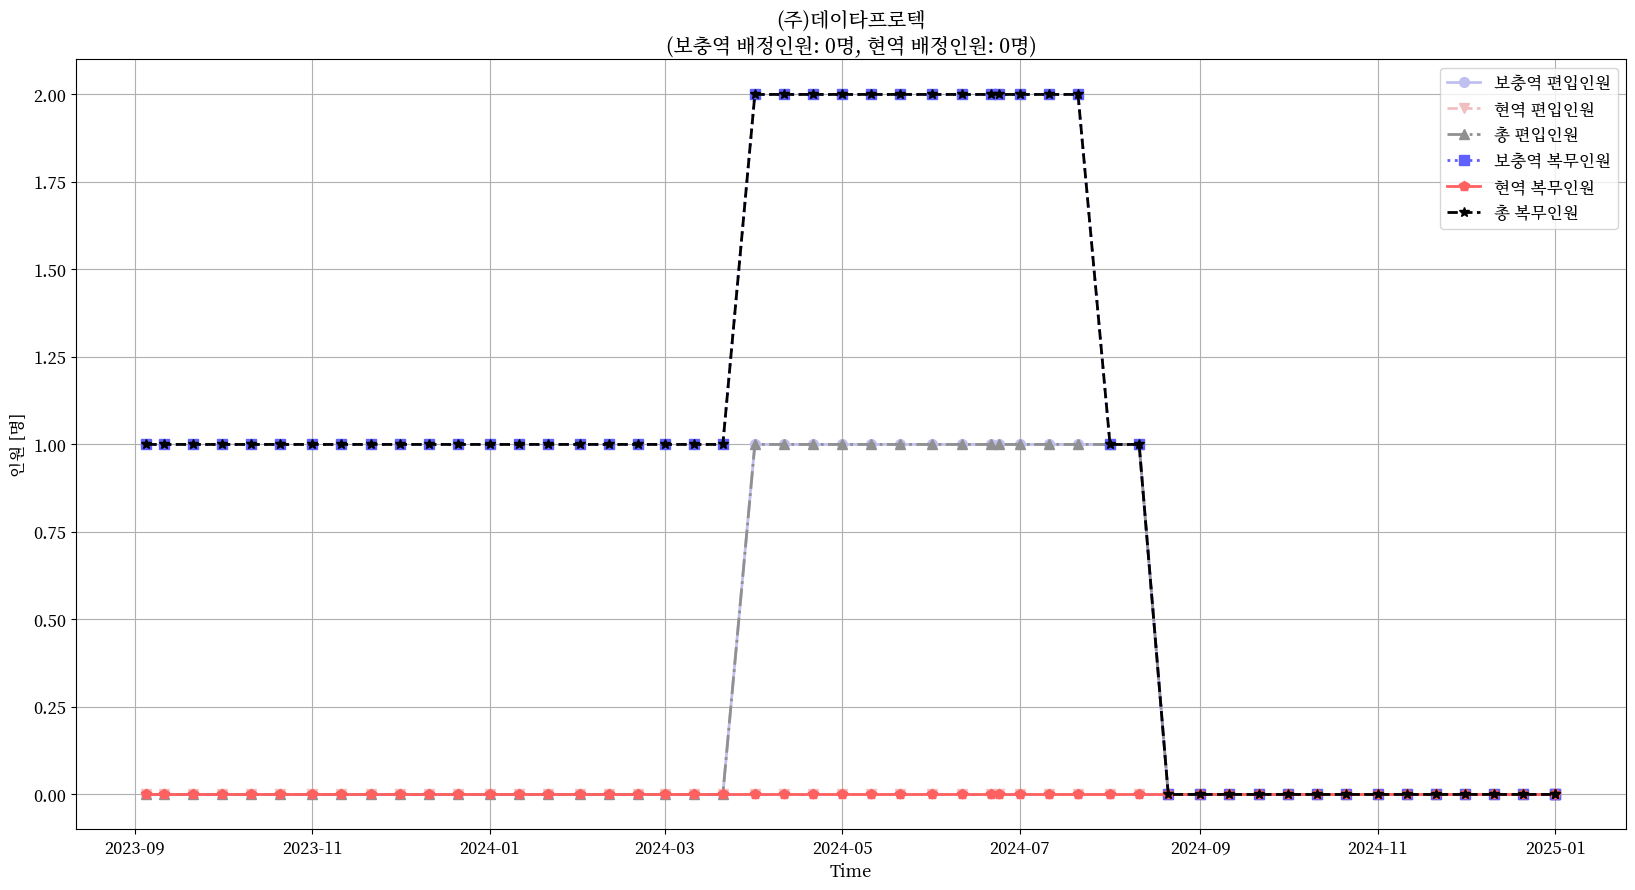 (주)데이타프로텍
(보충역 배정인원: 0명, 현역 배정인원: 0명)
보충역 편입인원
현역 편입인원
총 편입인원
보충역 복무인원
현역 복무인원
총 복무인원
인원 [명]
2.00
1.75
1.50
1.25
1.00
0.75
0.50
0.25
0.00
2023-09
2023-11
2024-01
2024-03
2024-05
2024-07
2024-09
2024-11
2025-01
Time